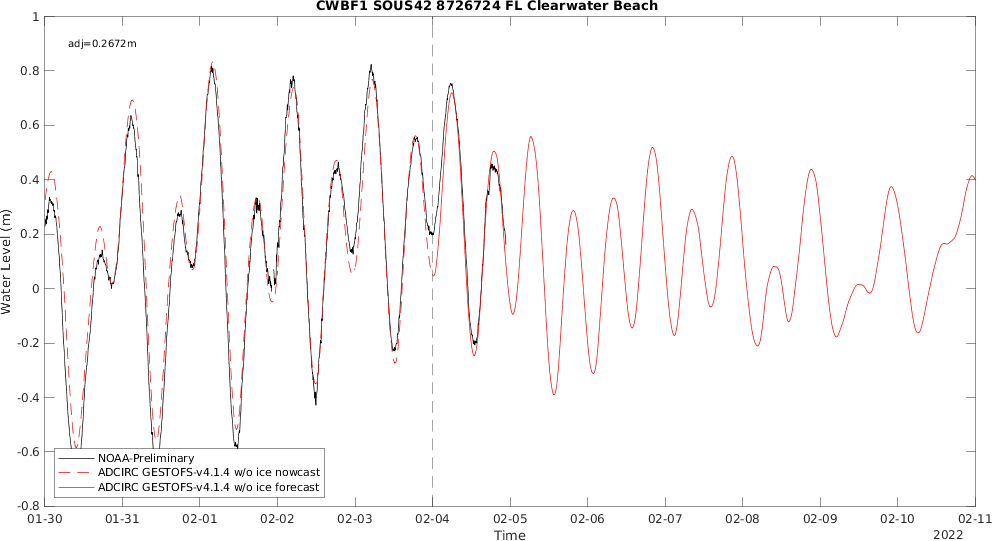 CWBF1 SOUS42 8726724 FL Clearwater Beach
1
adj=0.2672m
0.8
0.6
0.4
0.2
0
-0.2
-0.4
-0.6
-0.8
Water Level (m)
NOAA-Preliminary
ADCIRC GESTOFS-v4.1.4 w/o ice nowcast
ADCIRC GESTOFS-v4.1.4 w/o ice forecast
01-30 01-31 02-01 02-02 02-03 02-04 02-05 02-06 02-07 02-08 02-09 02-10 02-11
Time
2022